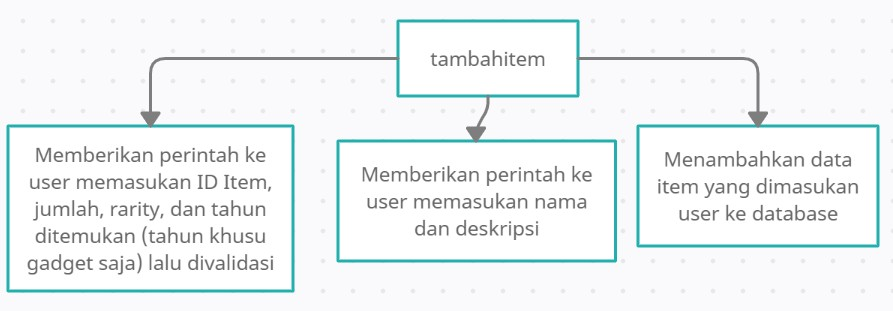 tambahitem
Memberikan perintah ke
user memasukan ID Item,
jumlah, rarity, dan tahun
ditemukan (tahun khusu
gadget saja) lalu divalidasi
Memberikan perintah ke
user memasukan nama
dan deskripsi
Menambahkan data
item yang dimasukan
user ke database